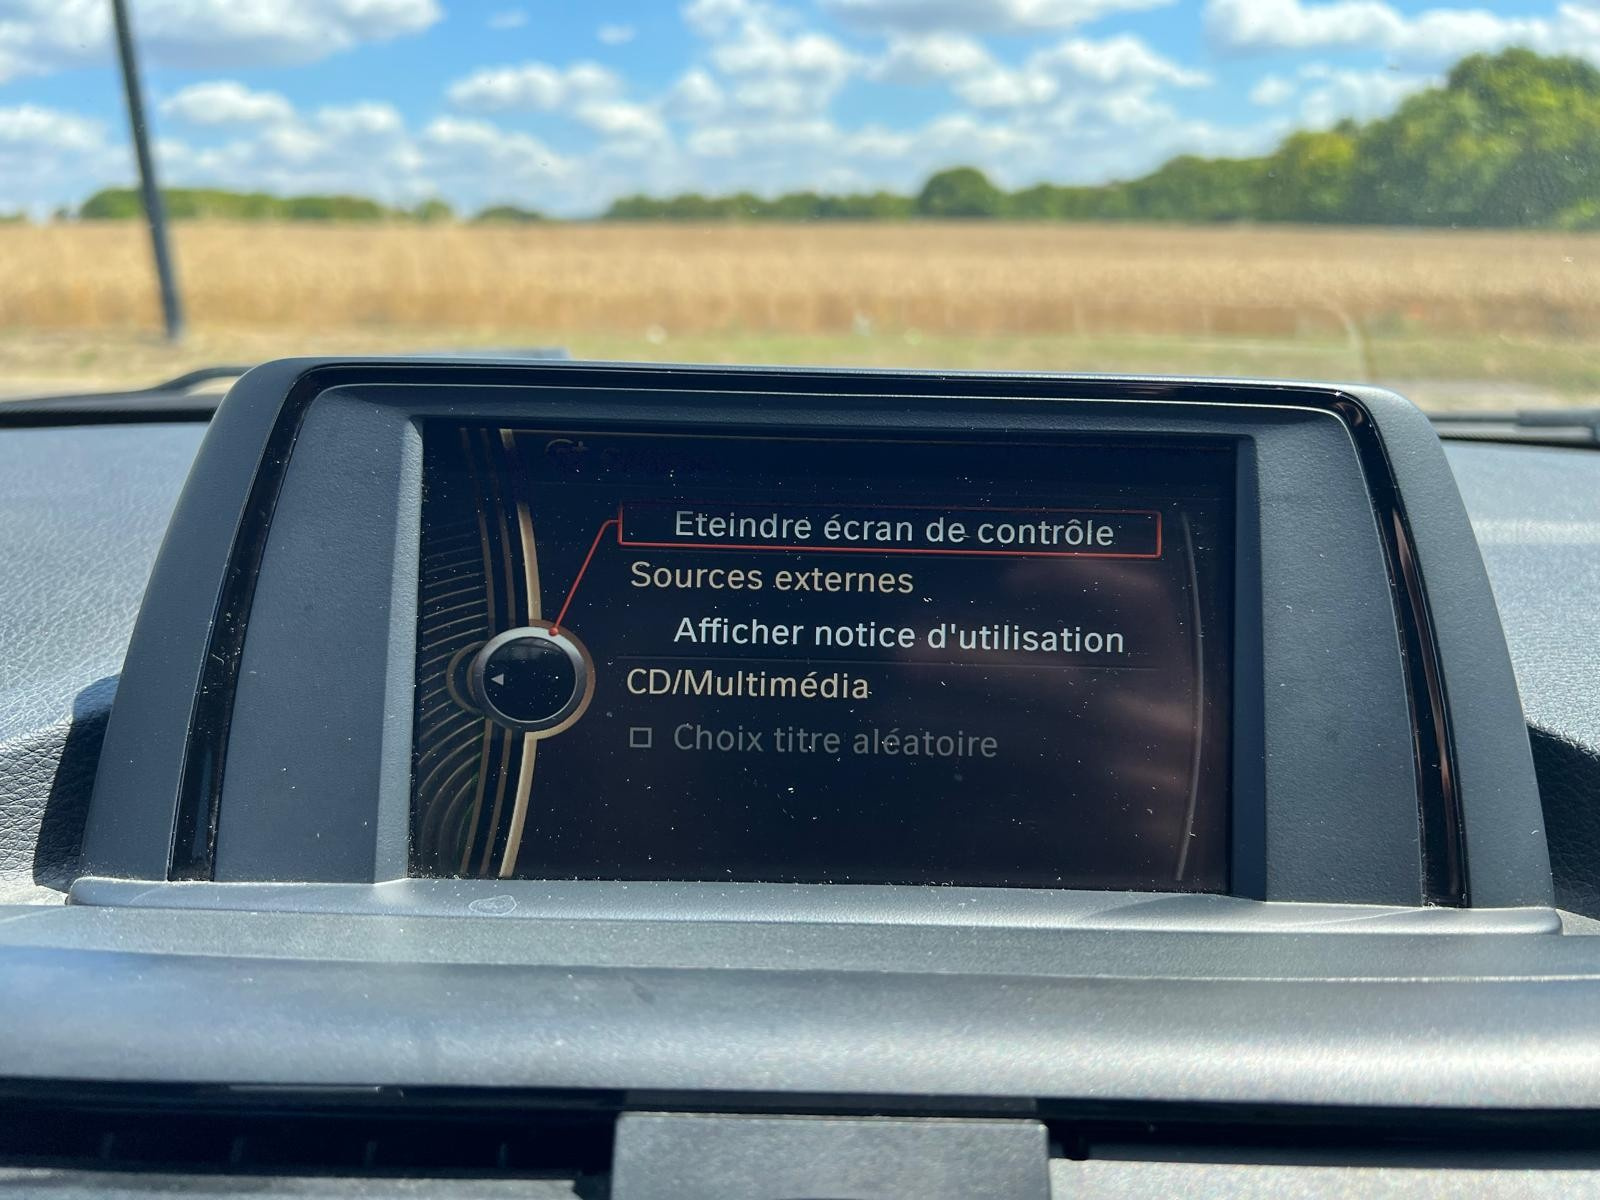 Eteindre écran de contrôle
Sources externes
Afficher notice d'utilisation
CD/Multimédia
Choix titre aléatoire